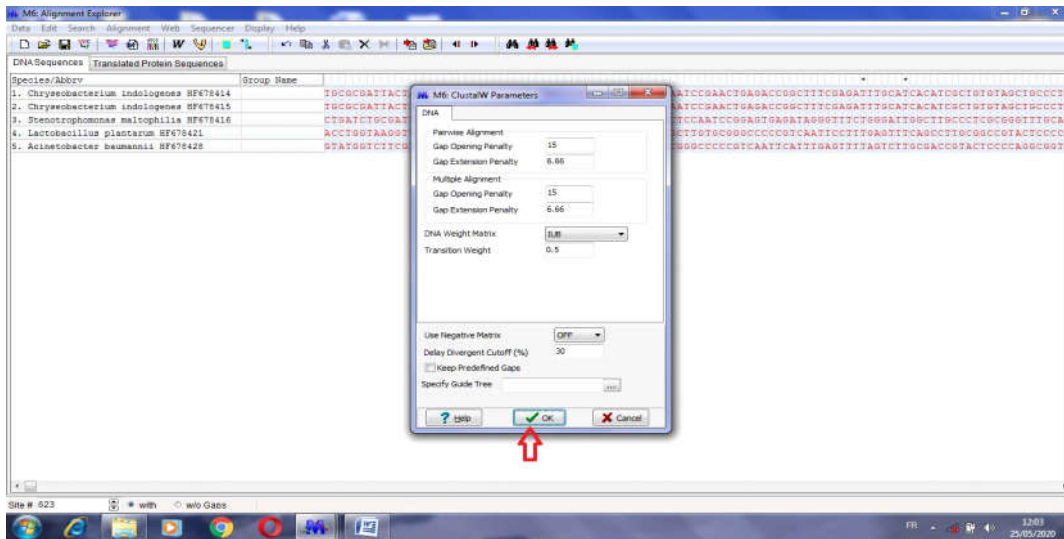 M6: Alignment Explorer
Data Edit Search Alignment Web Sequencer Display Help
W
DNA Sequences Translated Protein Sequences
Species/Abbrv Group Name
1. Chryseobacterium indologenes HF678414
2. Chryseobacterium indologenes HF678415
3. Stenotrophomonas maltophilia HF678416
4. Lactobacillus plantarum HF678421
5. Acinetobacter baumannii HF678428
M6: ClustalW Parameters
DNA
Pairwise Alignment
Gap Opening Penalty 15
Gap Extension Penalty 6.66
Multiple Alignment
Gap Opening Penalty 15
Gap Extension Penalty 6.66
DNA Weight Matrix IUB
Transition Weight 0.5
Use Negative Matrix OFF
Delay Divergent Cutoff (%) 30
Keep Predefined Gaps
Specify Guide Tree ...
? Help OK Cancel
Site # 623 with w/o Gaps
FR 12:03
25/05/2020